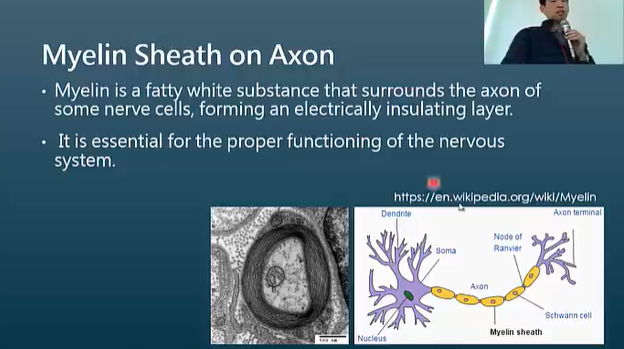 Myelin Sheath on Axon
• Myelin is a fatty white substance that surrounds the axon of
some nerve cells, forming an electrically insulating layer.
• It is essential for the proper functioning of the nervous
system.
https://en.wikipedia.org/wiki/Myelin
Dendrite
Axon terminal
Node of
Ranvier
Soma
Axon
Schwann cell
Myelin sheath
Nucleus